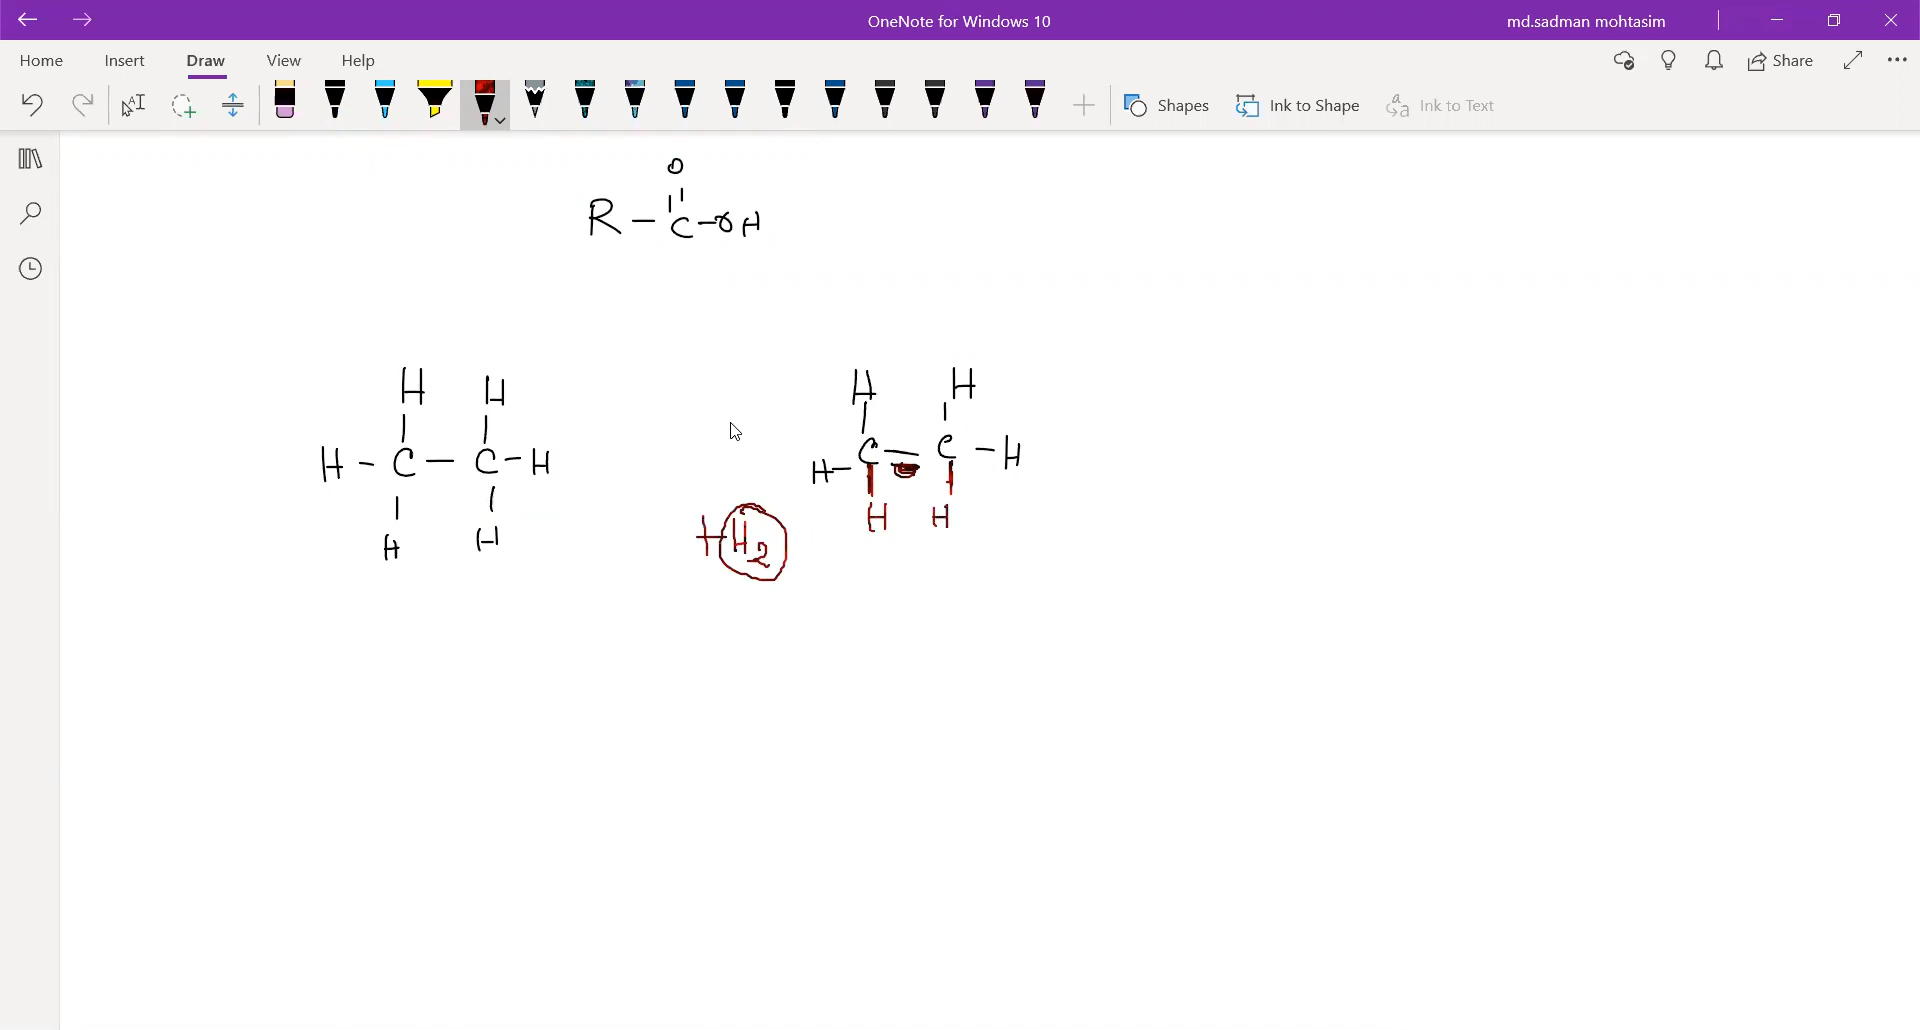 OneNote for Windows 10
md.sadman mohtasim
Home Insert Draw View Help
Share
Shapes Ink to Shape Ink to Text
O
R - C - OH
H H H H
H - C - C - H H - C = C - H
H H
+ H2
H H